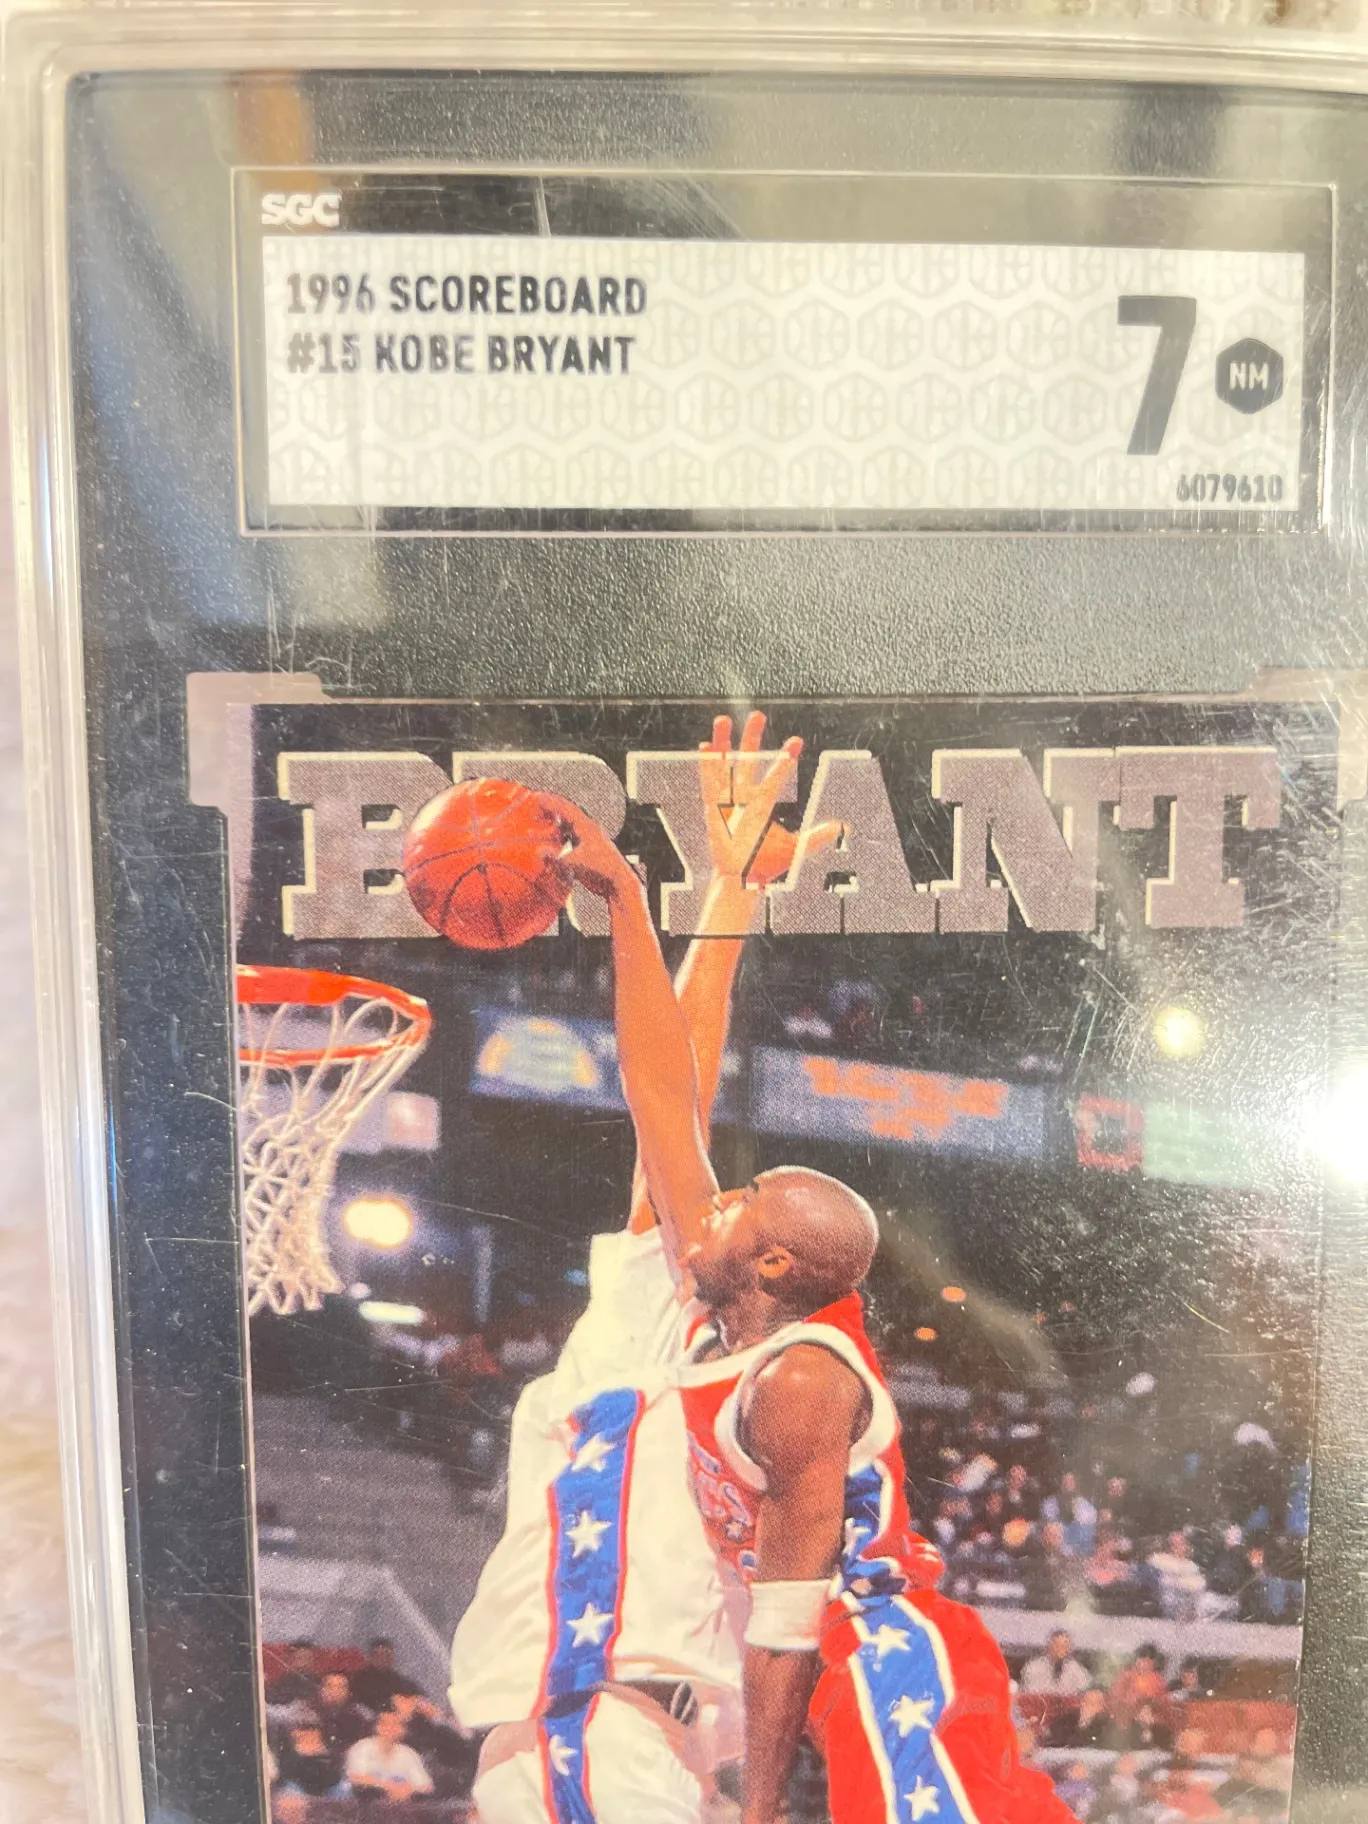 SGC
1996 SCOREBOARD
#15 KOBE BRYANT
7
NM
6079610
BRYANT